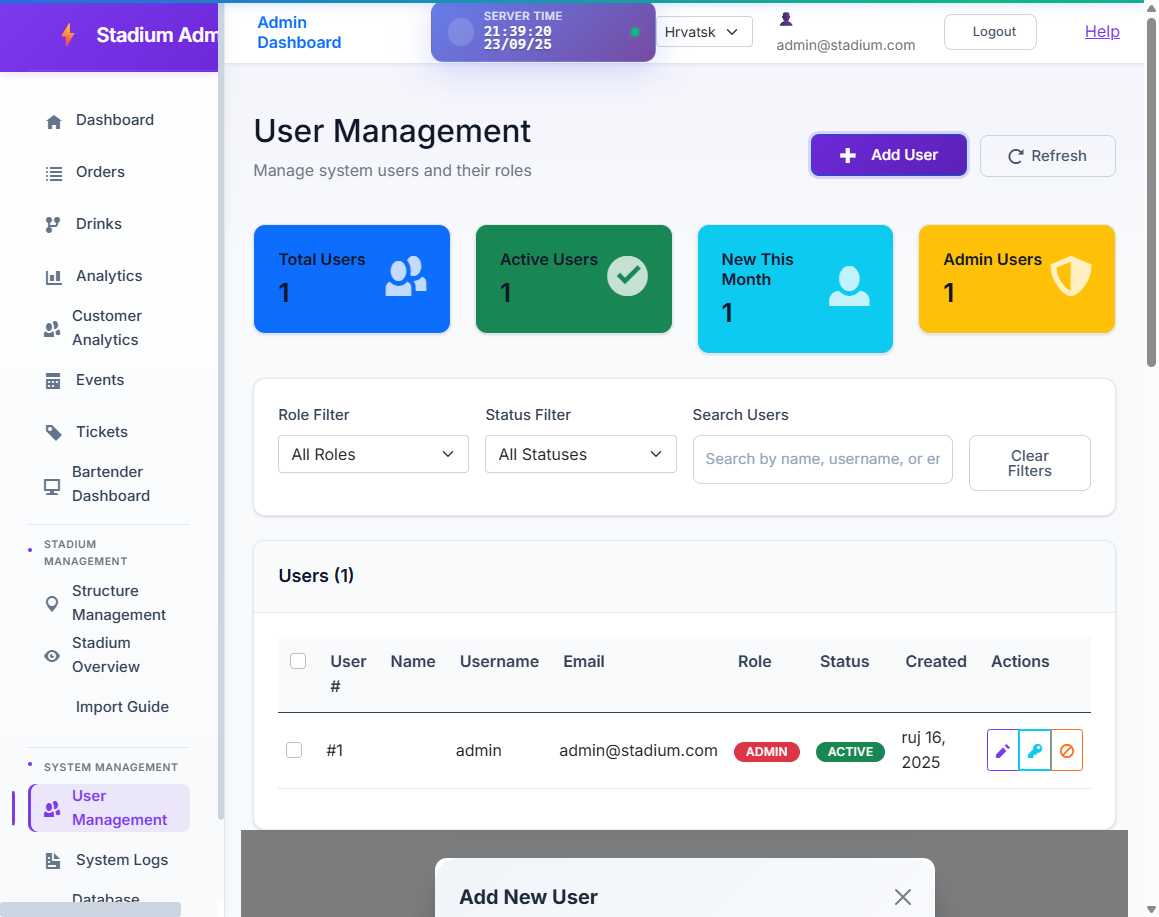 Stadium Adm
Admin
Dashboard
SERVER TIME
21:39:20
23/09/25
Hrvatsk
admin@stadium.com
Logout
Help
Dashboard
Orders
Drinks
Analytics
Customer
Analytics
Events
Tickets
Bartender
Dashboard
STADIUM
MANAGEMENT
Structure
Management
Stadium
Overview
Import Guide
SYSTEM MANAGEMENT
User
Management
System Logs
Database
User Management
Manage system users and their roles
Add User
Refresh
Total Users
1
Active Users
1
New This
Month
1
Admin Users
1
Role Filter
All Roles
Status Filter
All Statuses
Search Users
Search by name, username, or er
Clear
Filters
Users (1)
User
#
Name
Username
Email
Role
Status
Created
Actions
#1
admin
admin@stadium.com
ADMIN
ACTIVE
ruj 16,
2025
Add New User